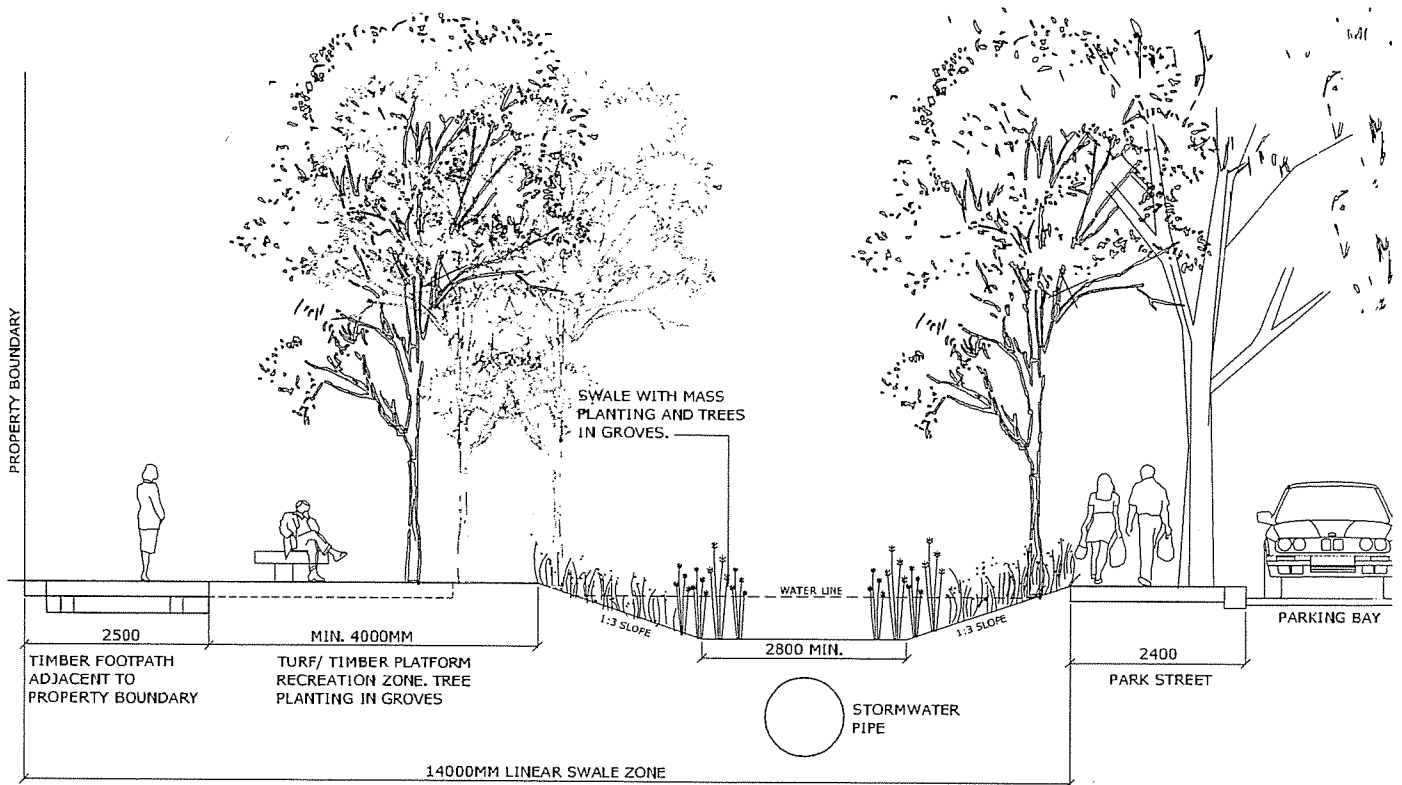 PROPERTY BOUNDARY
SWALE WITH MASS
PLANTING AND TREES
IN GROVES.
WATER LINE
1:3 SLOPE
1:3 SLOPE
PARKING BAY
2500
MIN. 4000MM
2800 MIN.
2400
TIMBER FOOTPATH
ADJACENT TO
PROPERTY BOUNDARY
TURF/ TIMBER PLATFORM
RECREATION ZONE. TREE
PLANTING IN GROVES
PARK STREET
STORMWATER
PIPE
14000MM LINEAR SWALE ZONE